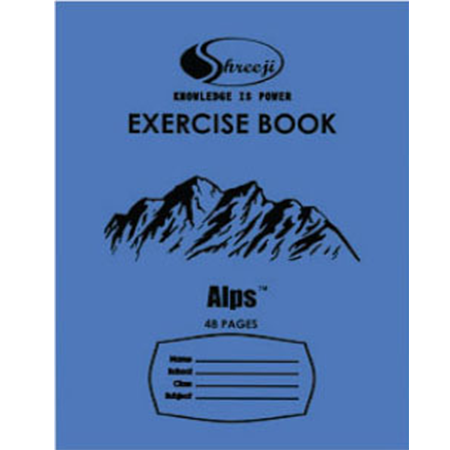 Shreeji
KNOWLEDGE IS POWER
EXERCISE BOOK
Alps™
48 PAGES
Name
School
Class
Subject